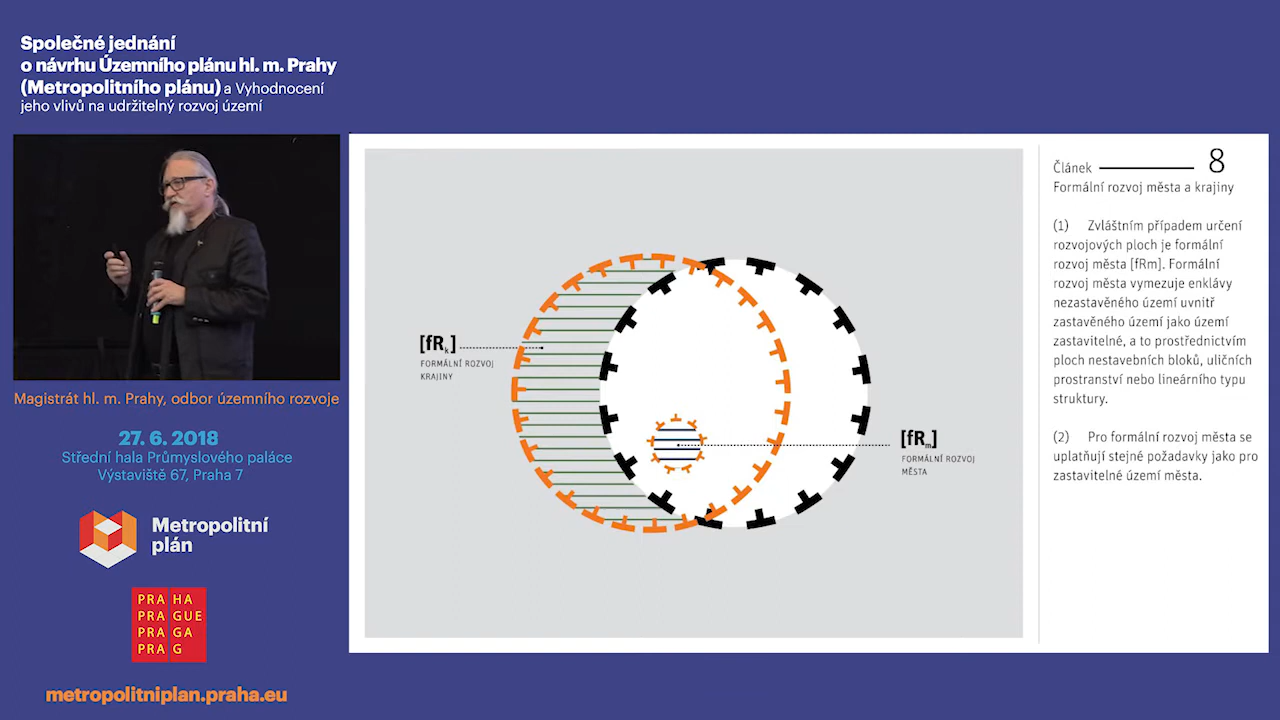 Společné jednání
o návrhu Územního plánu hl. m. Prahy
(Metropolitního plánu) a Vyhodnocení
jeho vlivů na udržitelný rozvoj území
Magistrát hl. m. Prahy, odbor územního rozvoje
27. 6. 2018
Střední hala Průmyslového paláce
Výstaviště 67, Praha 7
Metropolitní
plán
PRA HA
PRA GUE
PRA GA
PRA G
metropolitniplan.praha.eu
[fRk]
FORMÁLNÍ ROZVOJ
KRAJINY
[fRm]
FORMÁLNÍ ROZVOJ
MĚSTA
Článek 8
Formální rozvoj města a krajiny
(1) Zvláštním případem určení
rozvojových ploch je formální
rozvoj města [fRm]. Formální
rozvoj města vymezuje enklávy
nezastavěného území uvnitř
zastavěného území jako území
zastavitelné, a to prostřednictvím
ploch nestavebních bloků, uličních
prostranství nebo lineárního typu
struktury.
(2) Pro formální rozvoj města se
uplatňují stejné požadavky jako pro
zastavitelné území města.